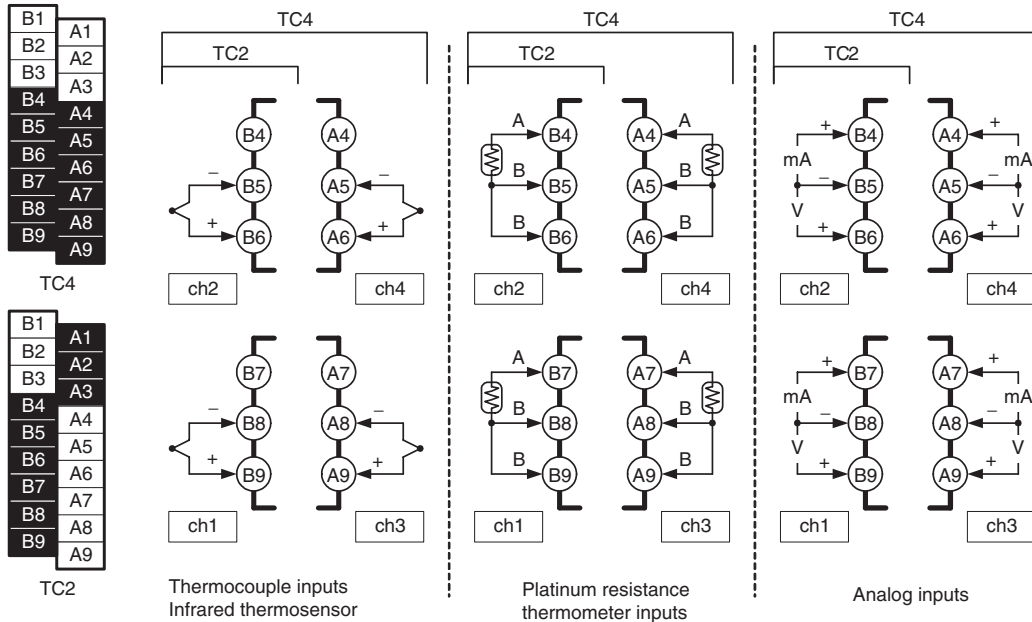 B1
A1
B2
A2
B3
A3
B4
A4
B5
A5
B6
A6
B7
A7
B8
A8
B9
A9
TC4
B1
A1
B2
A2
B3
A3
B4
A4
B5
A5
B6
A6
B7
A7
B8
A8
B9
A9
TC2
TC4
TC2
B4 A4
− B5 A5 −
+ B6 A6 +
ch2 ch4
B7 A7
− B8 A8 −
+ B9 A9 +
ch1 ch3
Thermocouple inputs
Infrared thermosensor
TC4
TC2
A B4 A4 A
B B5 A5 B
B B6 A6 B
ch2 ch4
A B7 A7 A
B B8 A8 B
B B9 A9 B
ch1 ch3
Platinum resistance
thermometer inputs
TC4
TC2
+ B4 A4 +
mA mA
− B5 A5 −
V V
+ B6 A6 +
ch2 ch4
+ B7 A7 +
mA mA
− B8 A8 −
V V
+ B9 A9 +
ch1 ch3
Analog inputs